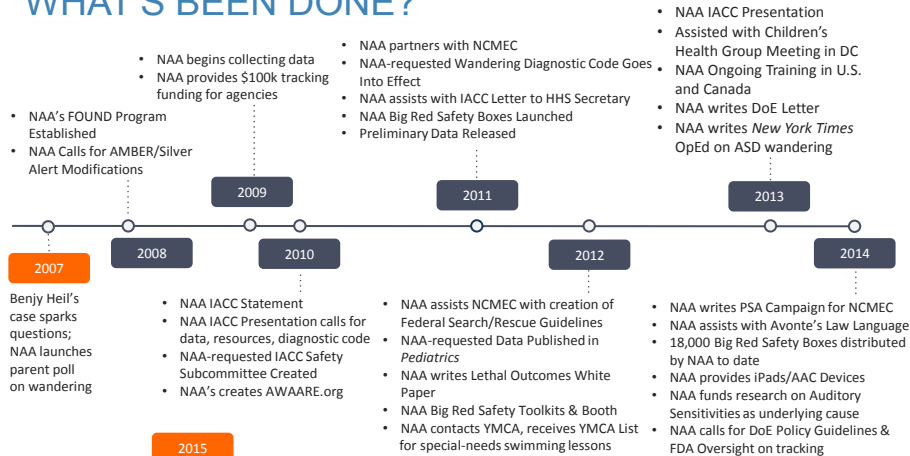 WHAT'S BEEN DONE?
• NAA IACC Presentation
• Assisted with Children's
Health Group Meeting in DC
• NAA Ongoing Training in U.S.
and Canada
• NAA writes DoE Letter
• NAA writes New York Times
OpEd on ASD wandering
• NAA partners with NCMEC
• NAA-requested Wandering Diagnostic Code Goes
Into Effect
• NAA assists with IACC Letter to HHS Secretary
• NAA Big Red Safety Boxes Launched
• Preliminary Data Released
• NAA begins collecting data
• NAA provides $100k tracking
funding for agencies
• NAA's FOUND Program
Established
• NAA Calls for AMBER/Silver
Alert Modifications
2009
2011
2013
2007
2008
2010
2012
2014
Benjy Heil's
case sparks
questions;
NAA launches
parent poll
on wandering
• NAA IACC Statement
• NAA IACC Presentation calls for
data, resources, diagnostic code
• NAA-requested IACC Safety
Subcommittee Created
• NAA's creates AWAARE.org
• NAA assists NCMEC with creation of
Federal Search/Rescue Guidelines
• NAA-requested Data Published in
Pediatrics
• NAA writes Lethal Outcomes White
Paper
• NAA Big Red Safety Toolkits & Booth
• NAA contacts YMCA, receives YMCA List
for special-needs swimming lessons
• NAA writes PSA Campaign for NCMEC
• NAA assists with Avonte's Law Language
• 18,000 Big Red Safety Boxes distributed
by NAA to date
• NAA provides iPads/AAC Devices
• NAA funds research on Auditory
Sensitivities as underlying cause
• NAA calls for DoE Policy Guidelines &
FDA Oversight on tracking
2015